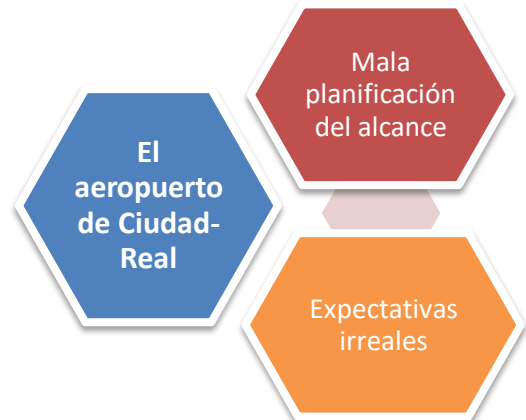 El
aeropuerto
de Ciudad-
Real
Mala
planificación
del alcance
Expectativas
irreales